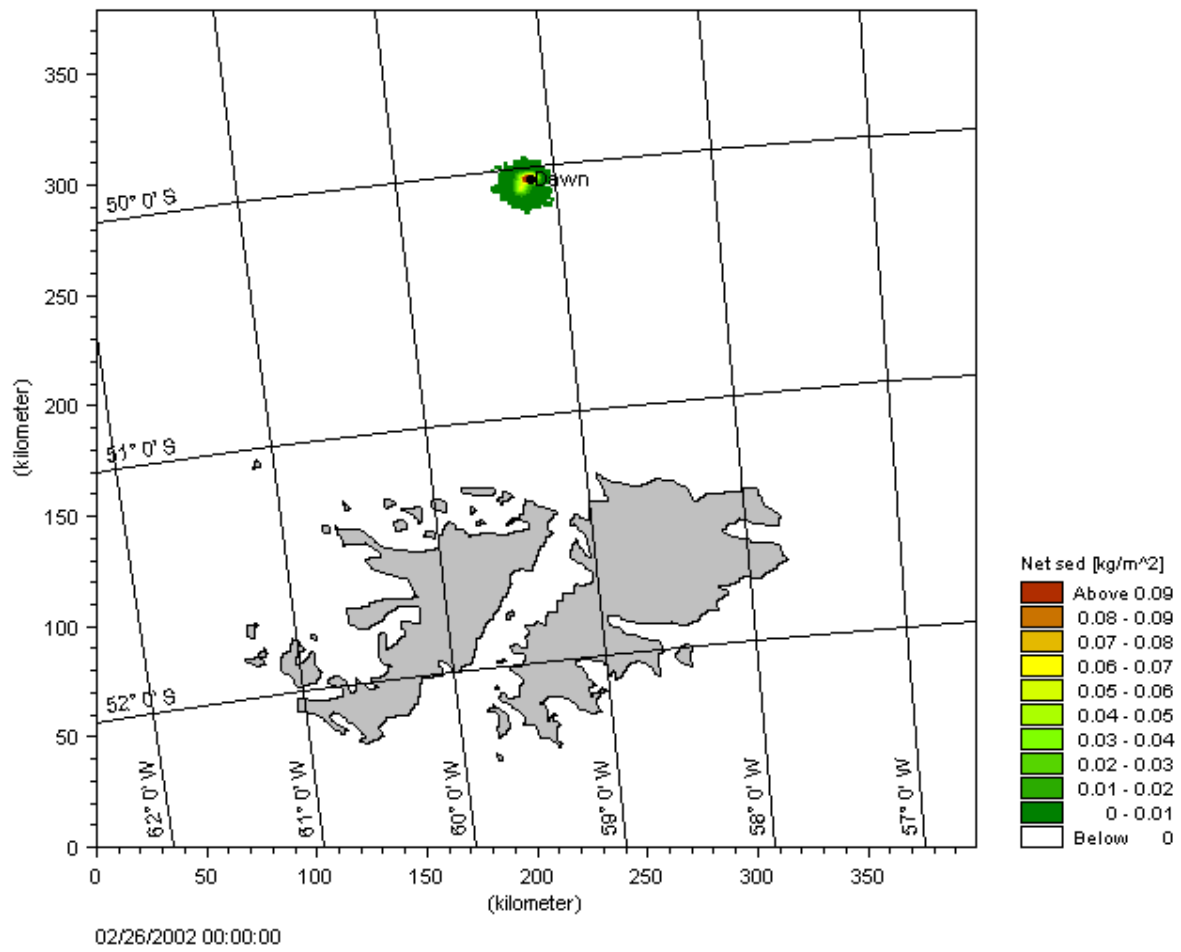 350
300
250
200
150
100
50
0
(kilometer)
50° 0' S
51° 0' S
52° 0' S
Dawn
62° 0' W
61° 0' W
60° 0' W
59° 0' W
58° 0' W
57° 0' W
0
50
100
150
200
250
300
350
(kilometer)
02/26/2002 00:00:00
Net sed [kg/m^2]
Above 0.09
0.08 - 0.09
0.07 - 0.08
0.06 - 0.07
0.05 - 0.06
0.04 - 0.05
0.03 - 0.04
0.02 - 0.03
0.01 - 0.02
0 - 0.01
Below 0